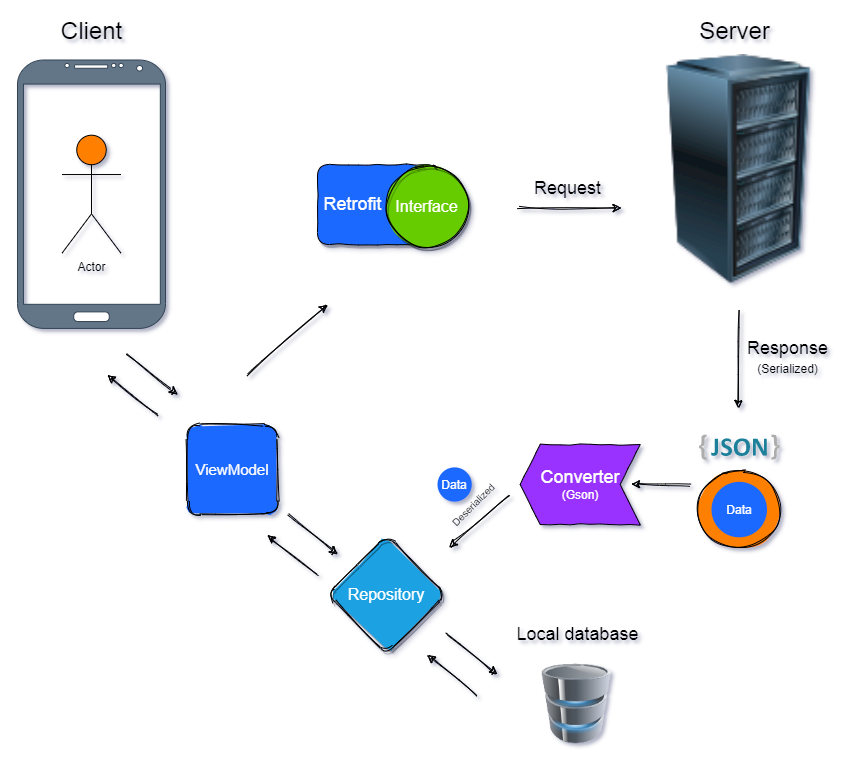 Client
Server
Actor
Retrofit
Interface
Request
Response
(Serialized)
{JSON}
Data
Converter
(Gson)
Data
Deserialized
ViewModel
Repository
Local database